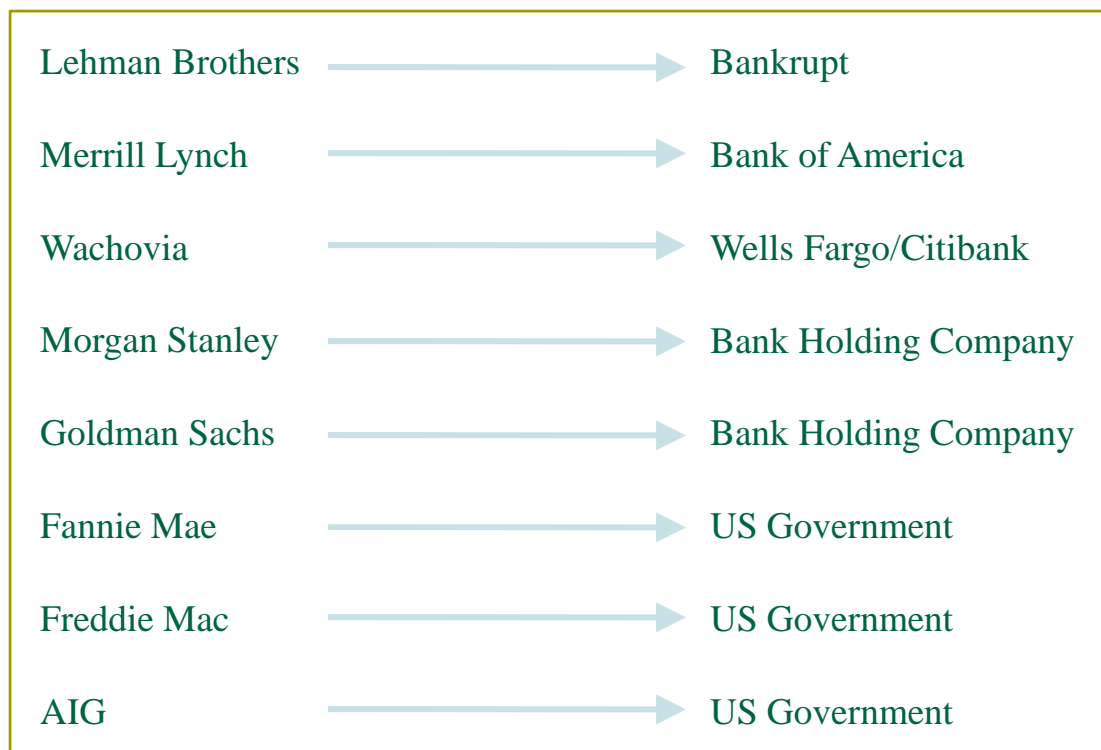 Lehman Brothers Bankrupt
Merrill Lynch Bank of America
Wachovia Wells Fargo/Citibank
Morgan Stanley Bank Holding Company
Goldman Sachs Bank Holding Company
Fannie Mae US Government
Freddie Mac US Government
AIG US Government